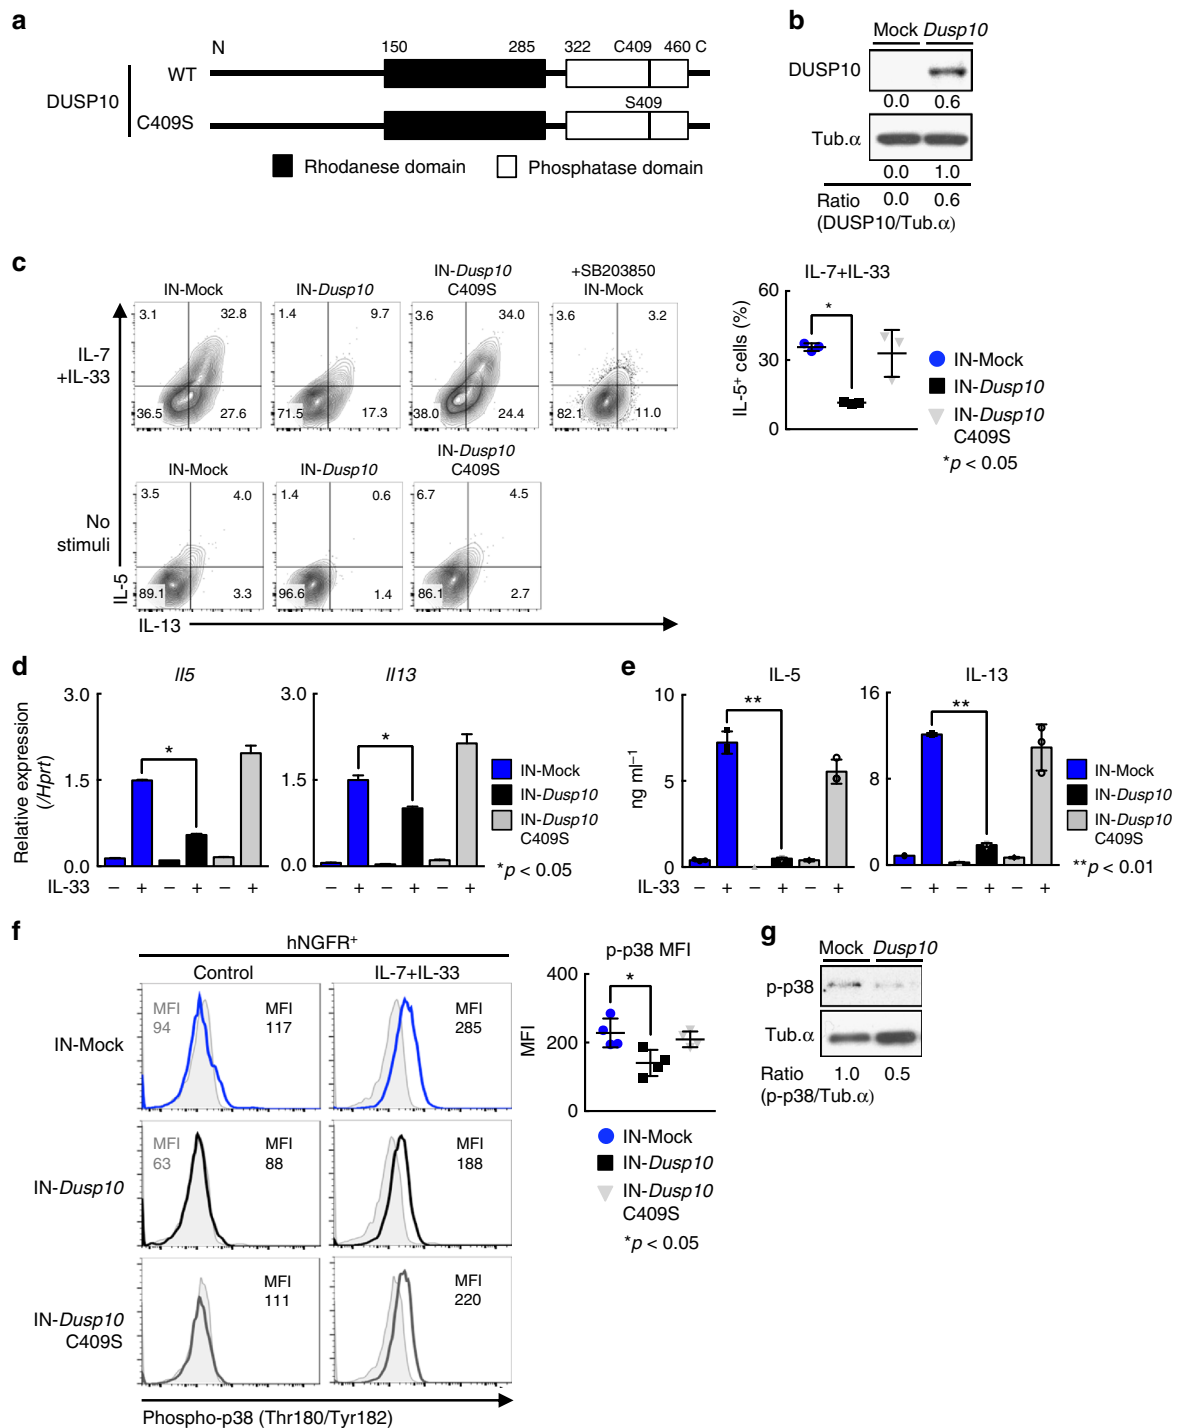 a
N 150 285 322 C409 460 C
WT
DUSP10
S409
C409S
Rhodanese domain Phosphatase domain
b
Mock Dusp10
DUSP10
0.0 0.6
Tub.α
0.0 1.0
Ratio 0.0 0.6
(DUSP10/Tub.α)
c
IN-Mock IN-Dusp10 IN-Dusp10 C409S +SB203850 IN-Mock
IL-7
+IL-33
3.1 32.8 1.4 9.7 3.6 34.0 3.6 3.2
36.5 27.6 71.5 17.3 38.0 24.4 82.1 11.0
IN-Mock IN-Dusp10 IN-Dusp10 C409S
No
stimuli
3.5 4.0 1.4 0.6 6.7 4.5
89.1 3.3 96.6 1.4 86.1 2.7
IL-5
IL-13
IL-7+IL-33
IL-5+ cells (%)
60
30
0
*
IN-Mock
IN-Dusp10
IN-Dusp10
C409S
*p < 0.05
d
Il5 Il13
Relative expression
(/Hprt)
3.0 3.0
* *
1.5 1.5
0.0 0.0
IL-33 − + − + − + − + − + − +
IN-Mock
IN-Dusp10
IN-Dusp10
C409S
*p < 0.05
e
IL-5 IL-13
ng ml−1
10 16
** **
5 8
0 0
IL-33 − + − + − + − + − + − +
IN-Mock
IN-Dusp10
IN-Dusp10
C409S
**p < 0.01
f
hNGFR+
Control IL-7+IL-33
IN-Mock
MFI MFI MFI
94 117 285
IN-Dusp10
MFI MFI MFI
63 88 188
IN-Dusp10
C409S
MFI MFI
111 220
Phospho-p38 (Thr180/Tyr182)
p-p38 MFI
MFI
400
200
0
*
IN-Mock
IN-Dusp10
IN-Dusp10
C409S
*p < 0.05
g
Mock Dusp10
p-p38
Tub.α
Ratio 1.0 0.5
(p-p38/Tub.α)